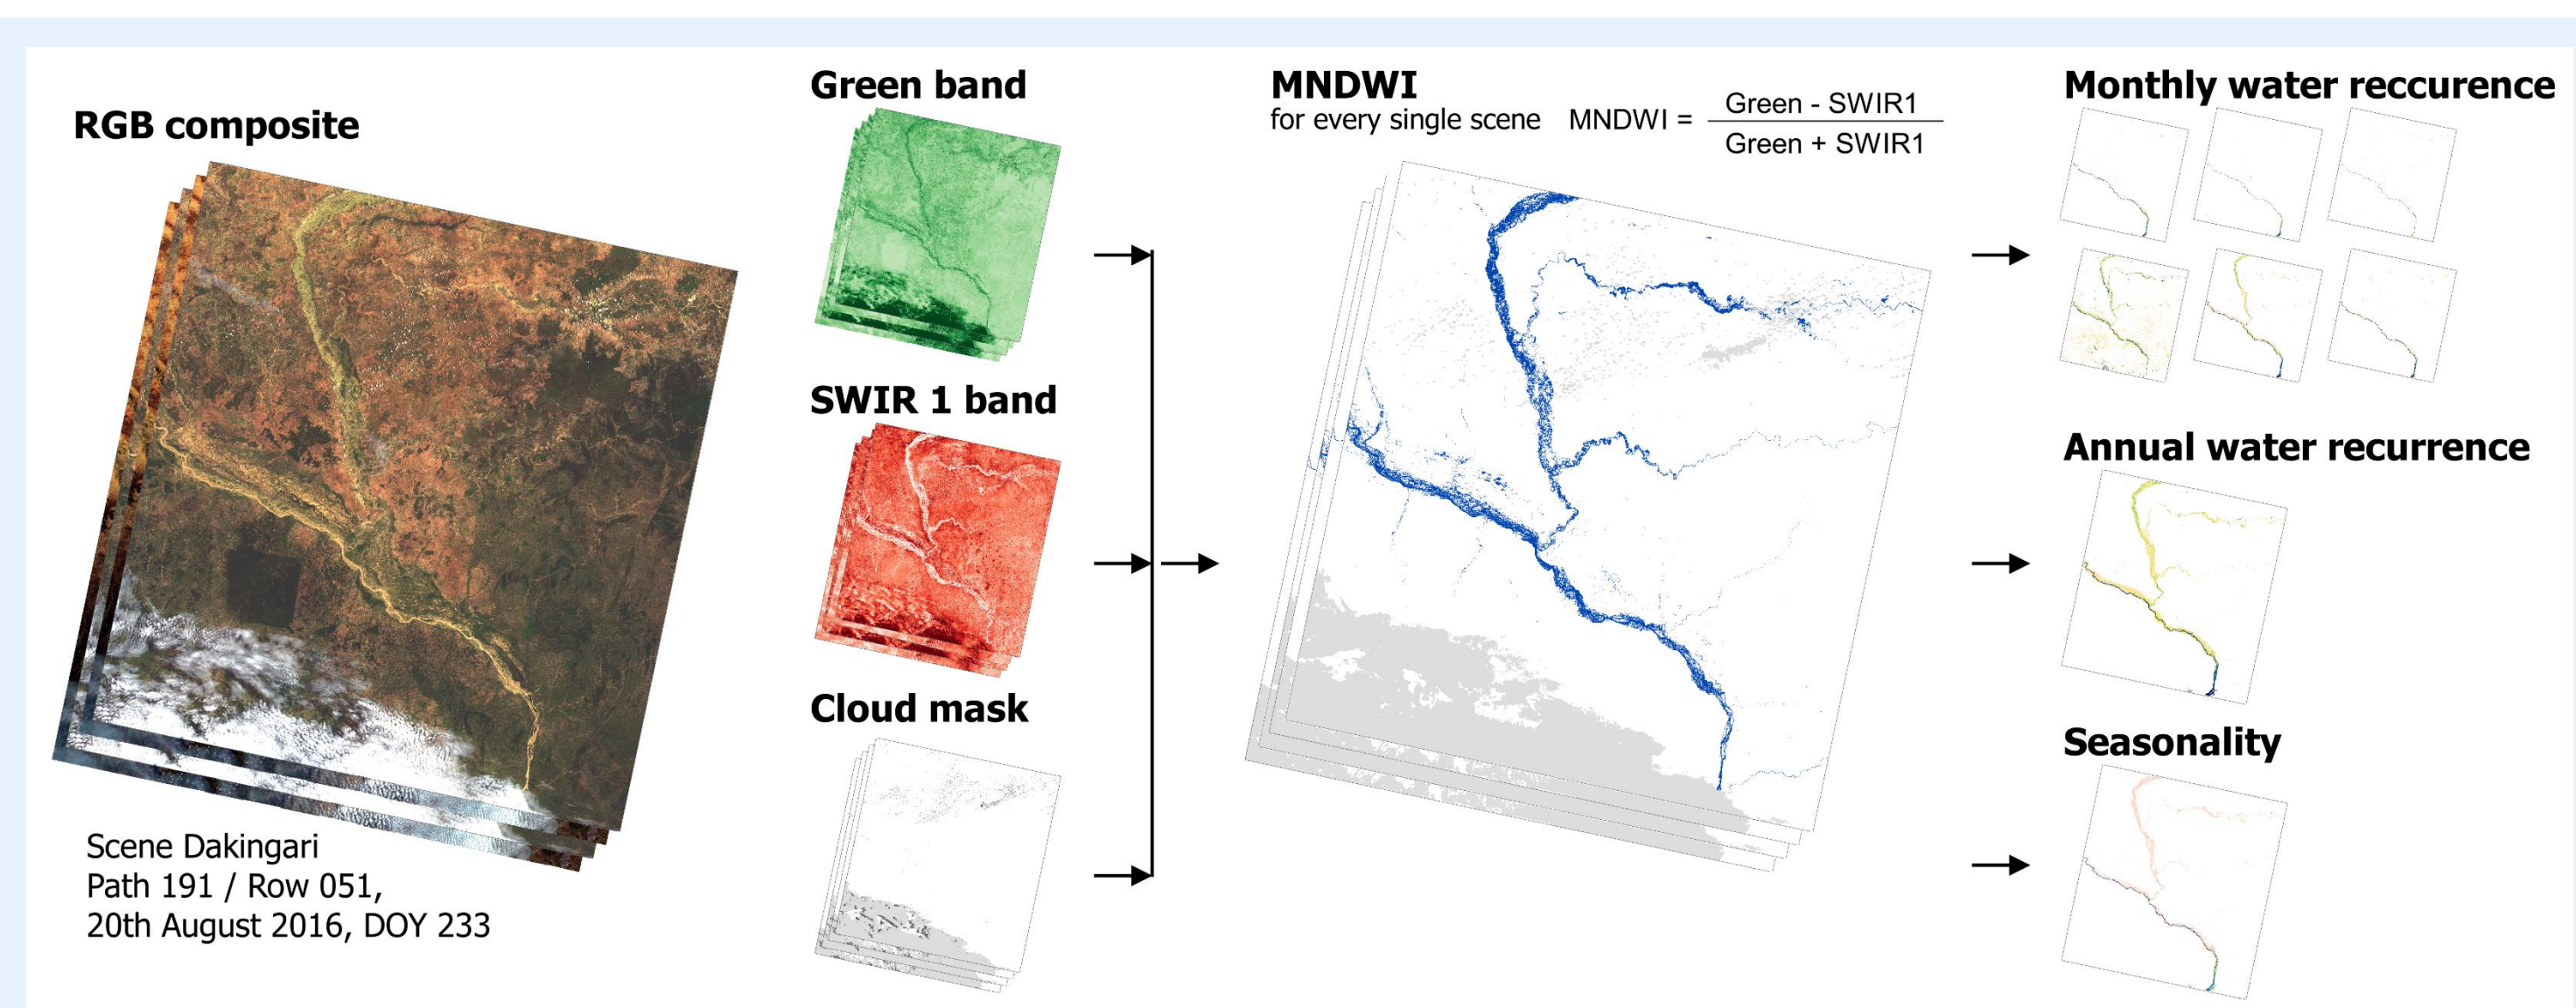 RGB composite
Scene Dakingari
Path 191 / Row 051,
20th August 2016, DOY 233
Green band
SWIR 1 band
Cloud mask
MNDWI
for every single scene MNDWI = Green - SWIR1
Green + SWIR1
Monthly water reccurence
Annual water recurrence
Seasonality